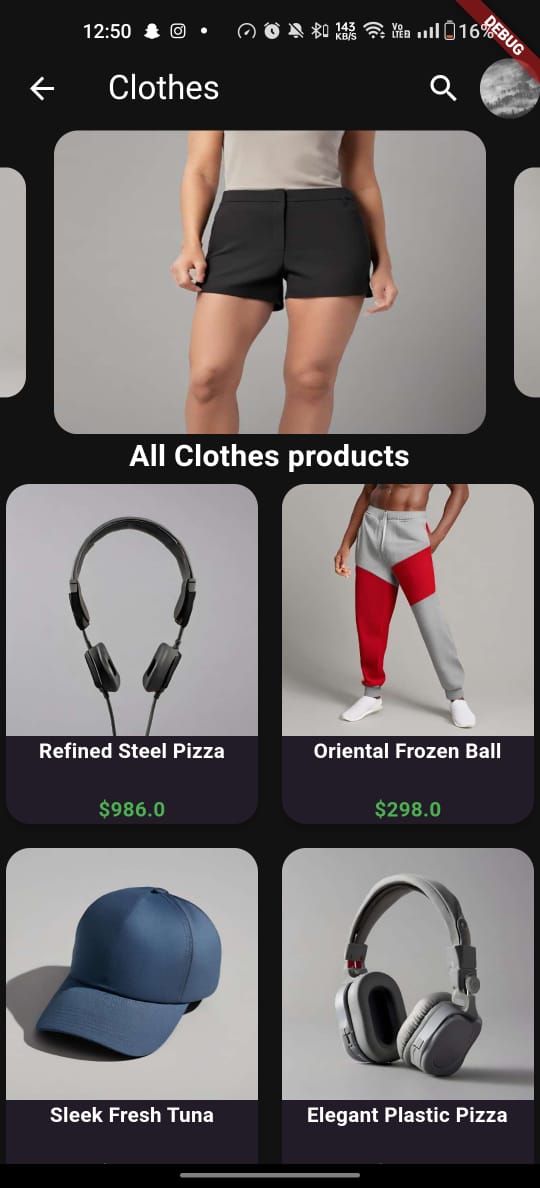 12:50
143
KB/S
Vo
LTE2
16%
DEBUG
Clothes
All Clothes products
Refined Steel Pizza
Oriental Frozen Ball
$986.0
$298.0
Sleek Fresh Tuna
Elegant Plastic Pizza